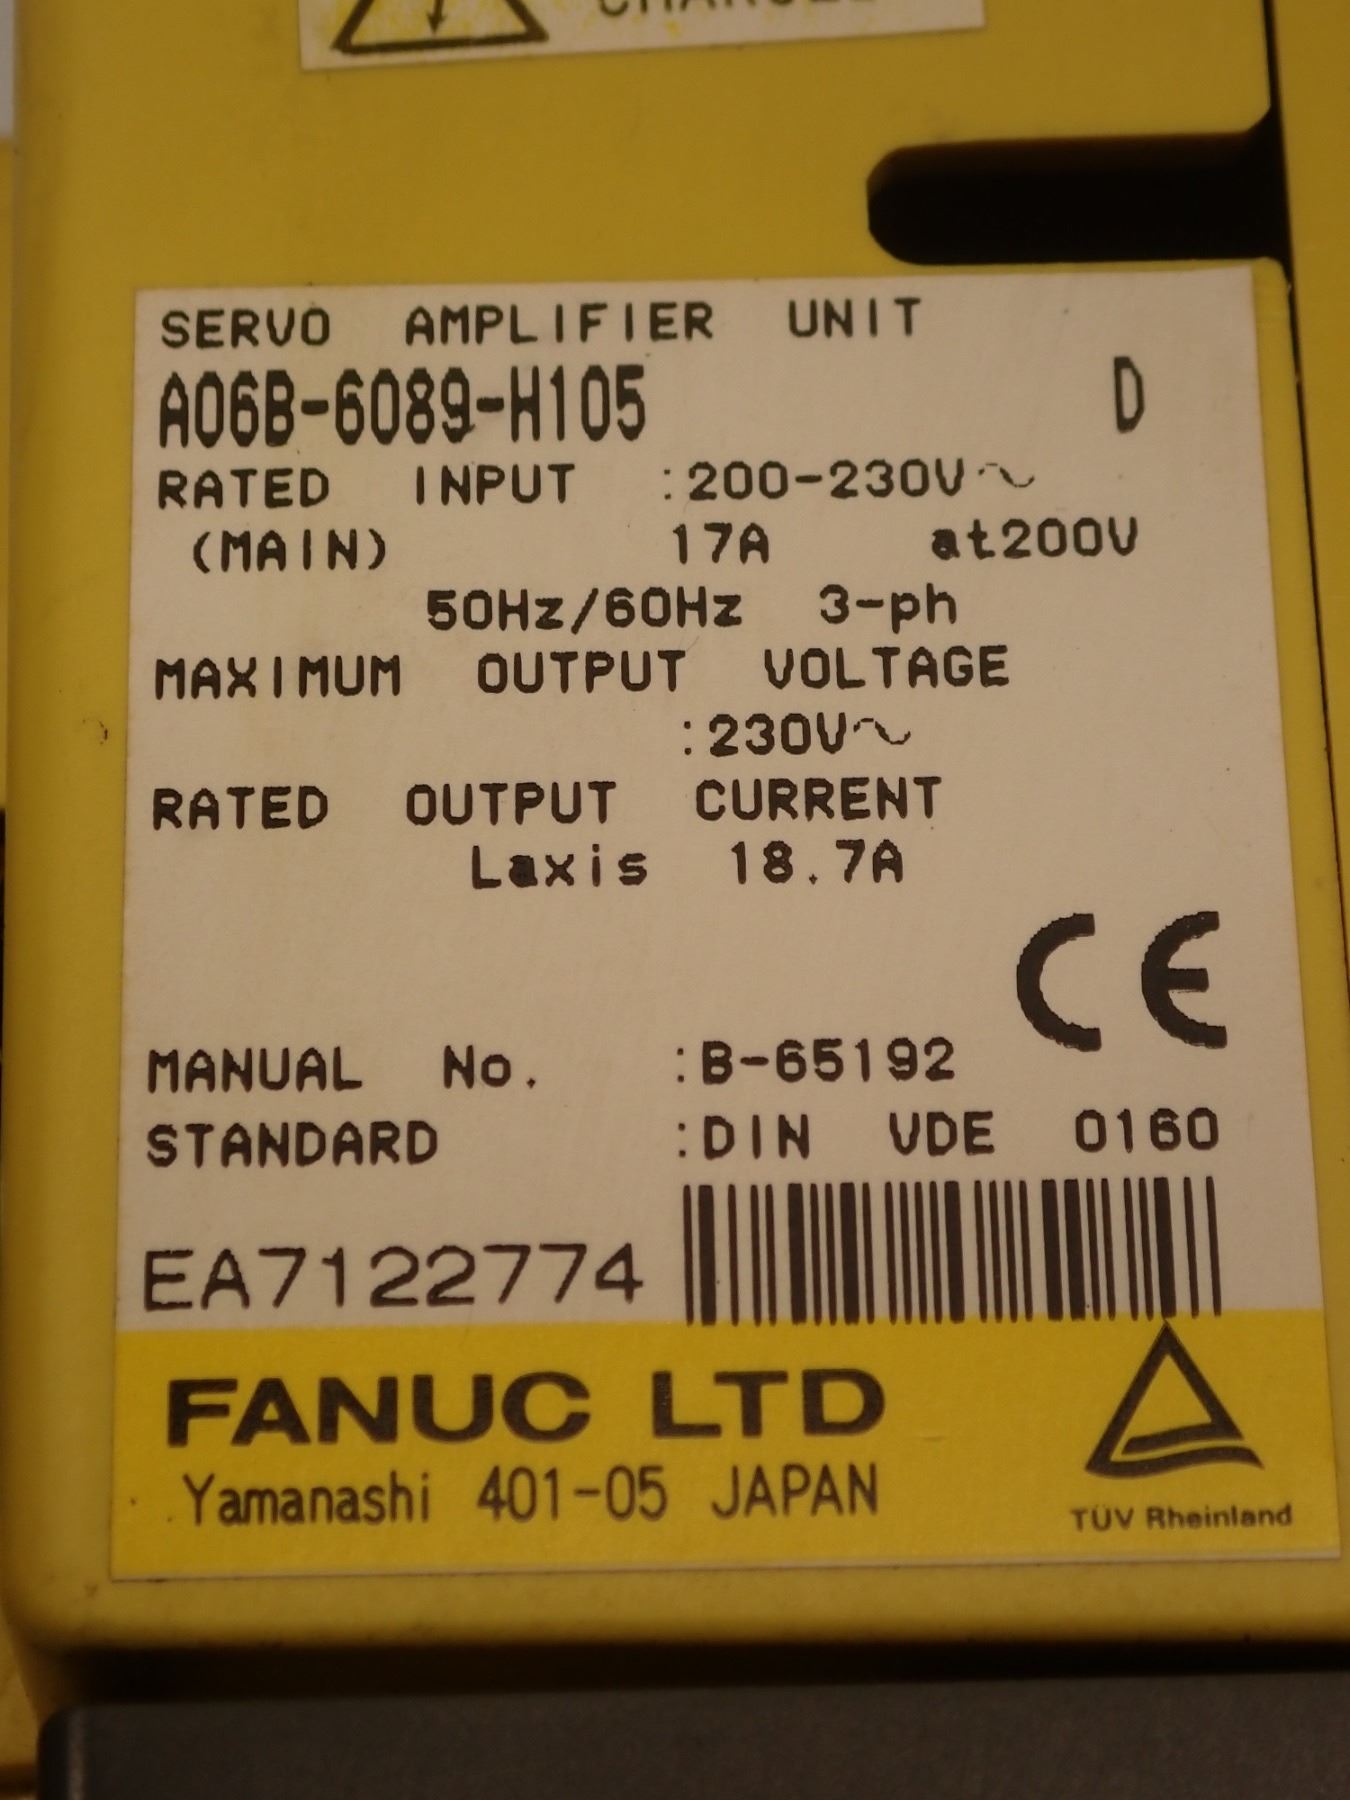 SERVO AMPLIFIER UNIT
A06B-6089-H105 D
RATED INPUT :200-230V~
(MAIN) 17A at200V
50Hz/60Hz 3-ph
MAXIMUM OUTPUT VOLTAGE
:230V~
RATED OUTPUT CURRENT
Laxis 18.7A
CE
MANUAL No. :B-65192
STANDARD :DIN VDE 0160
EA7122774
FANUC LTD
Yamanashi 401-05 JAPAN
TÜV Rheinland